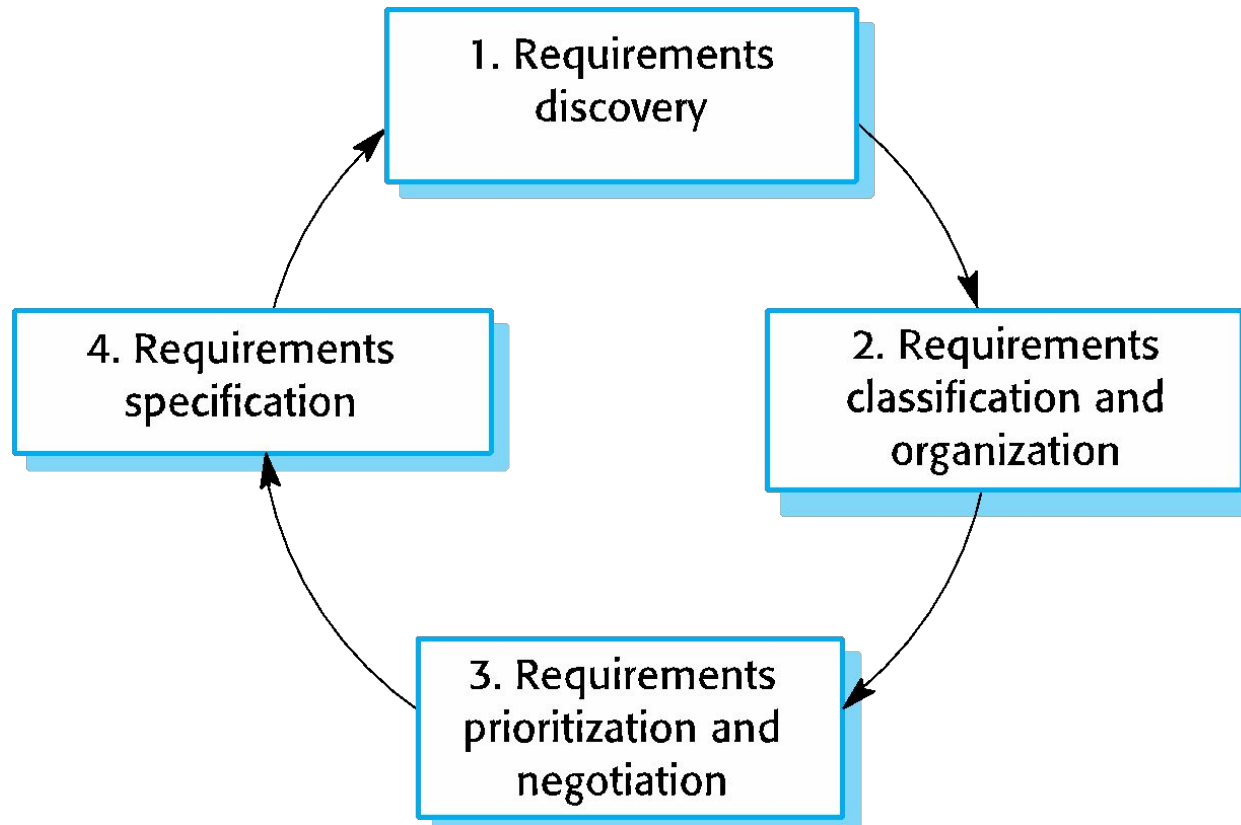 1. Requirements
discovery
2. Requirements
classification and
organization
3. Requirements
prioritization and
negotiation
4. Requirements
specification